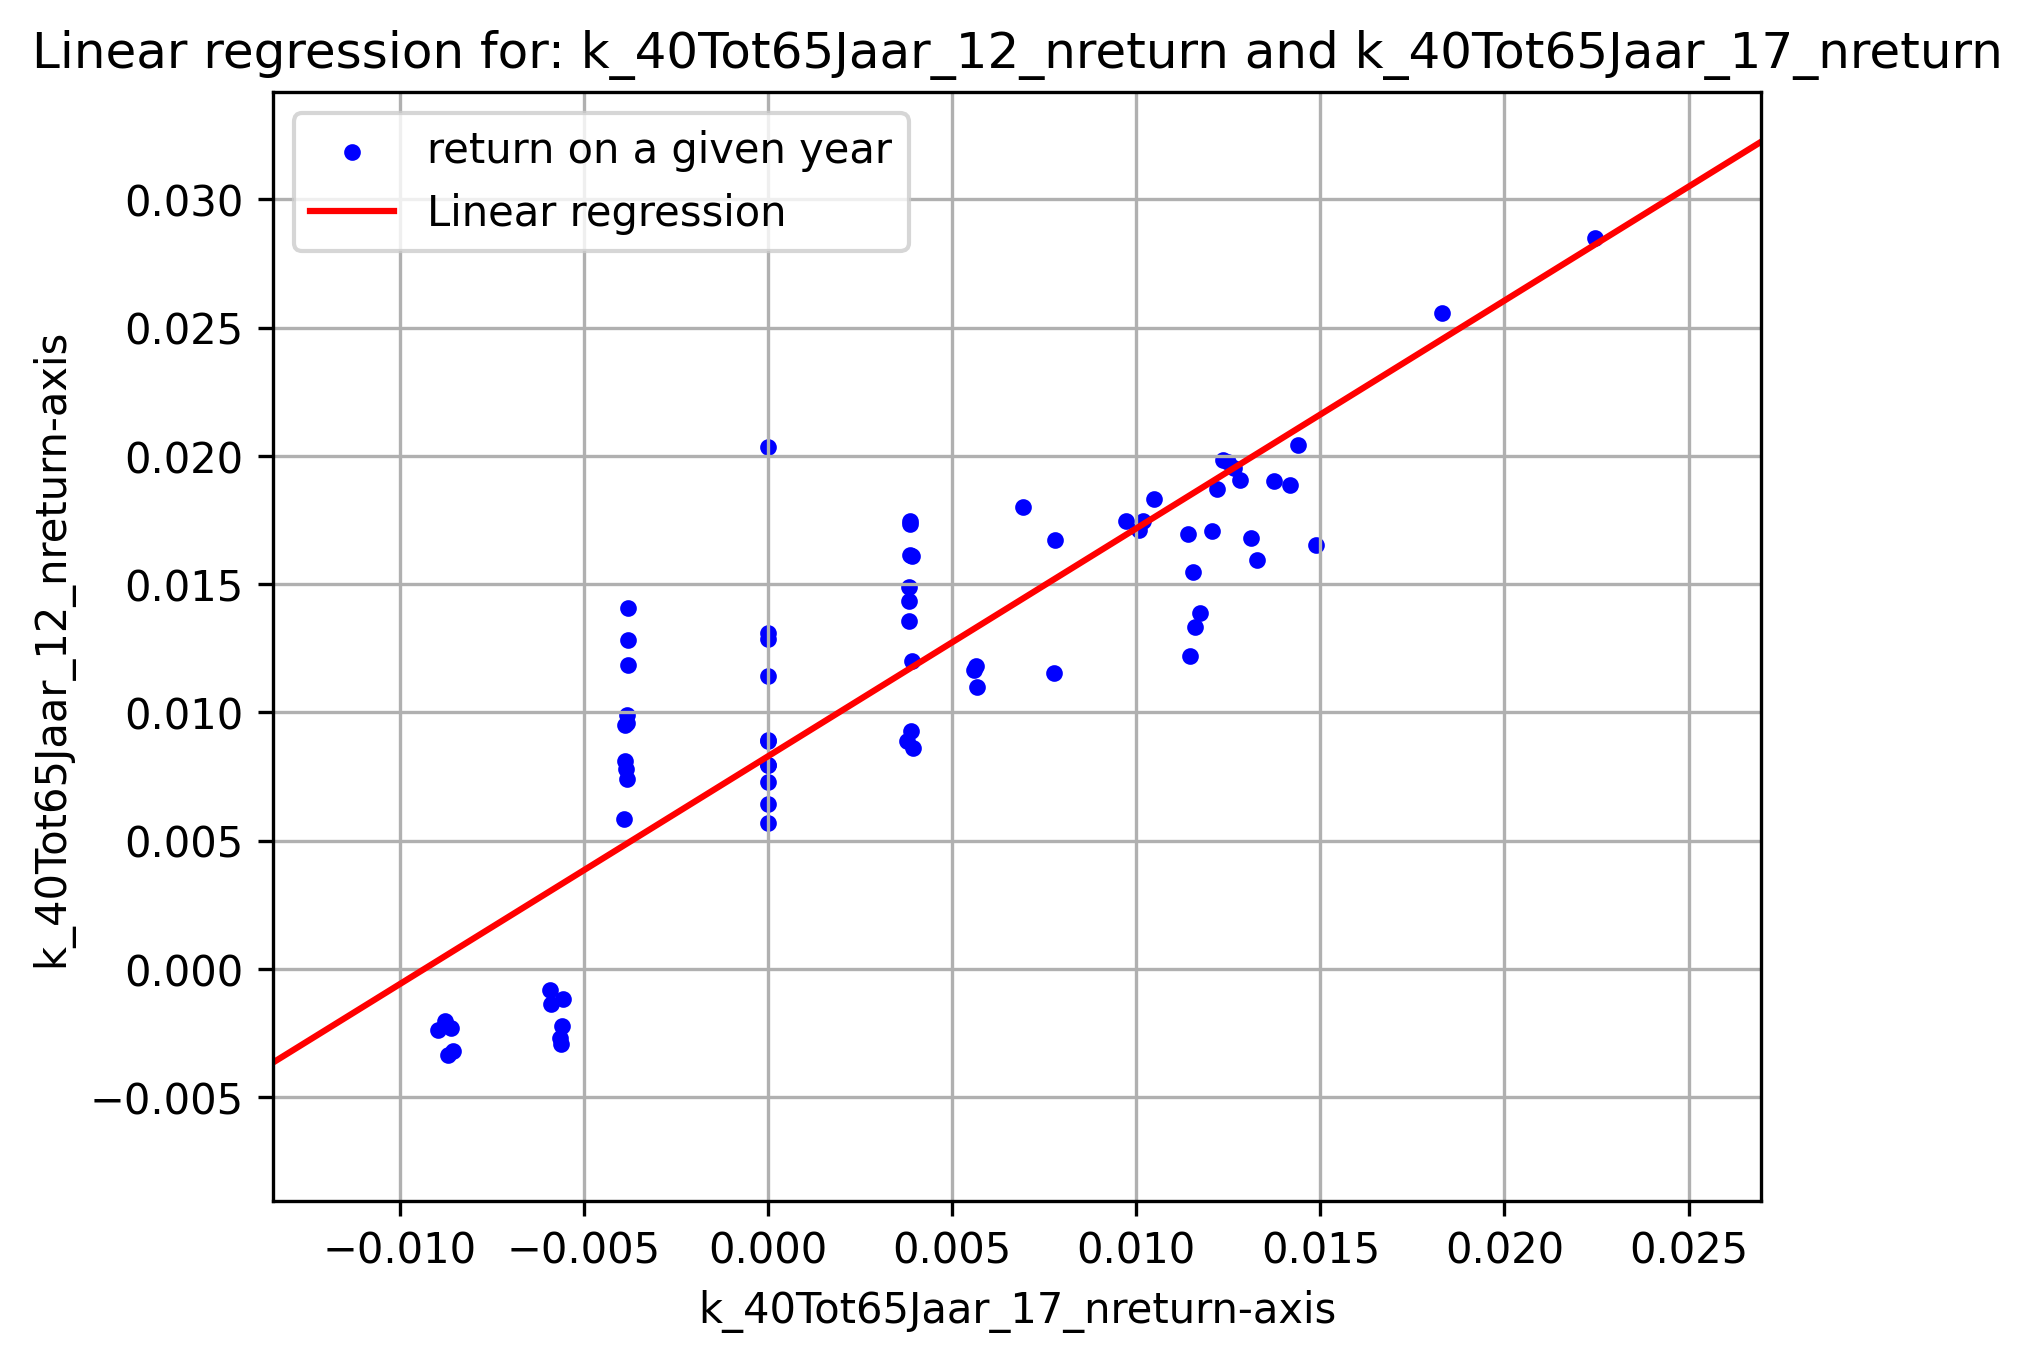 Linear regression for: k_40Tot65Jaar_12_nreturn and k_40Tot65Jaar_17_nreturn
return on a given year
Linear regression
0.030
0.025
0.020
0.015
0.010
0.005
0.000
−0.005
k_40Tot65Jaar_12_nreturn-axis
−0.010 −0.005 0.000 0.005 0.010 0.015 0.020 0.025
k_40Tot65Jaar_17_nreturn-axis